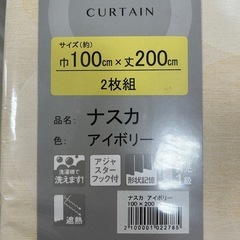 CURTAIN
サイズ(約)
巾100cm×丈200cm
2枚組
品名: ナスカ
色: アイボリー
洗濯機で
洗えます!
アジャ
スター
フック付
形状記憶
遮熱
ナスカ アイボリー
100×200
2100001022785